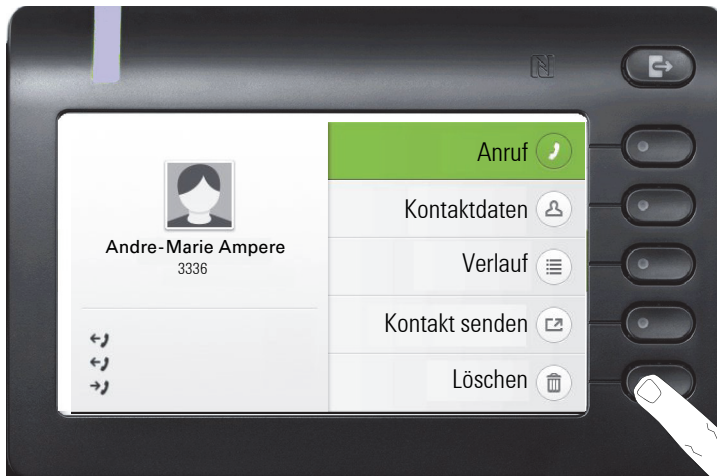 Andre-Marie Ampere
3336
Anruf
Kontaktdaten
Verlauf
Kontakt senden
Löschen